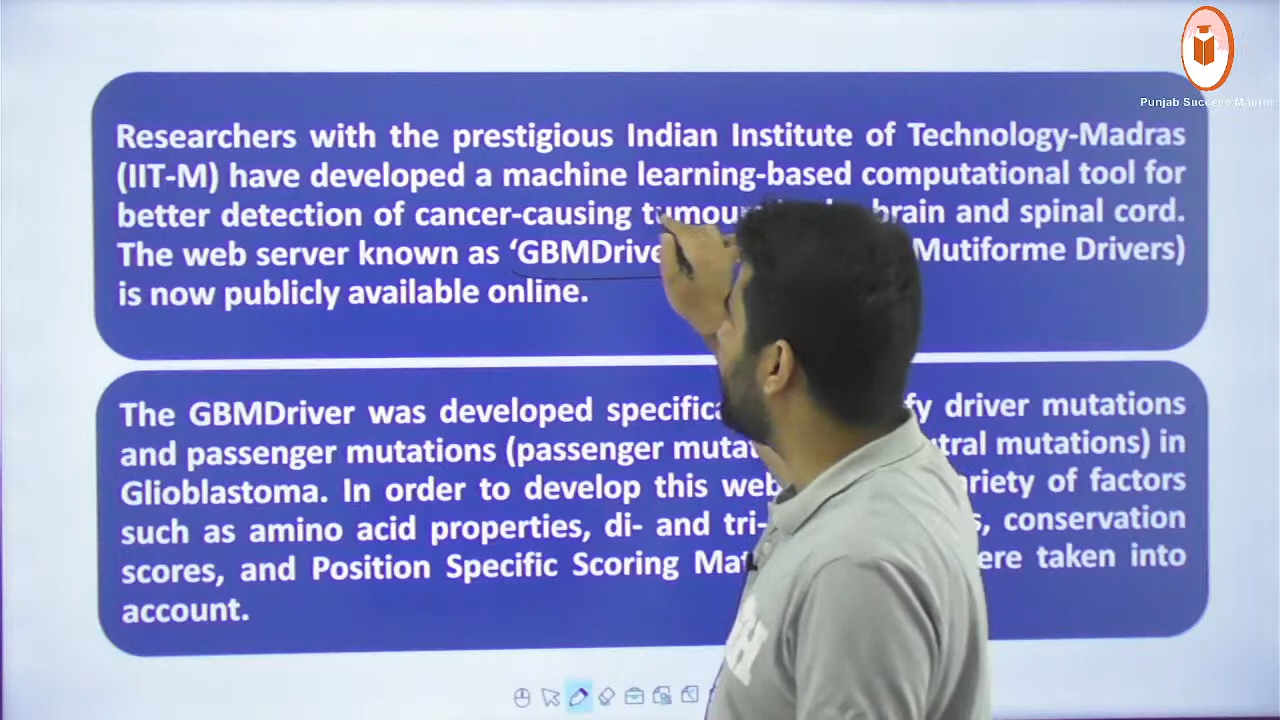 Punjab Success Mantra
Researchers with the prestigious Indian Institute of Technology-Madras
(IIT-M) have developed a machine learning-based computational tool for
better detection of cancer-causing tumour brain and spinal cord.
The web server known as ‘GBMDrive Mutiforme Drivers)
is now publicly available online.
The GBMDriver was developed specifica fy driver mutations
and passenger mutations (passenger mutat tral mutations) in
Glioblastoma. In order to develop this web riety of factors
such as amino acid properties, di- and tri- s, conservation
scores, and Position Specific Scoring Mat ere taken into
account.